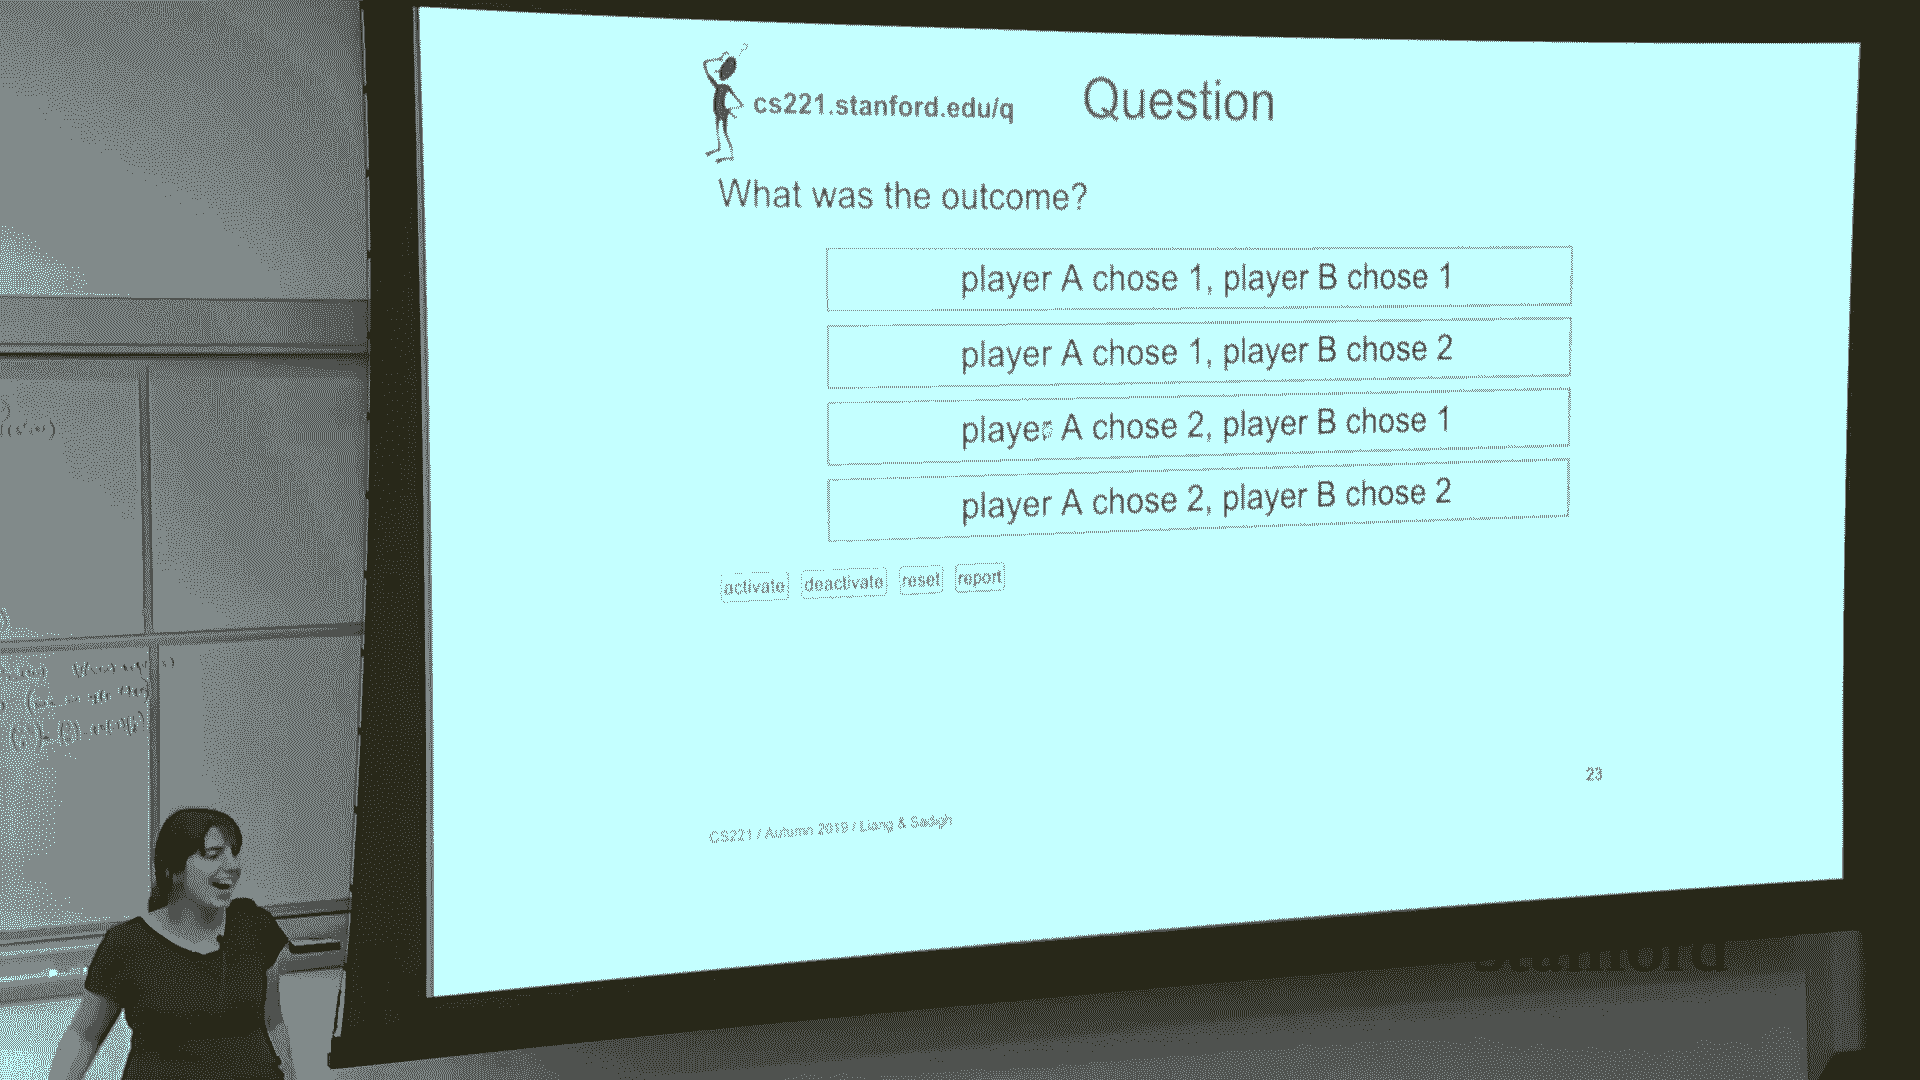 cs221.stanford.edu/q
Question
What was the outcome?
player A chose 1, player B chose 1
player A chose 1, player B chose 2
player A chose 2, player B chose 1
player A chose 2, player B chose 2
activate deactivate reset report
23
CS221 / Autumn 2019 / Liang & Sadigh
Stanford